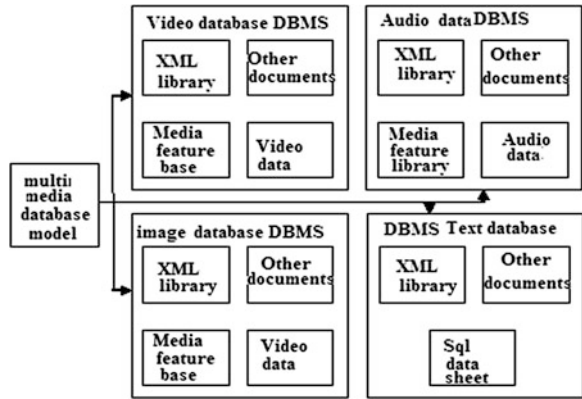 Video database DBMS
XML
library
Other
documents
Media
feature
base
Video
data
Audio dataDBMS
XML
library
Other
documents
Media
feature
library
Audio
data.
multi
media
database
model
image database DBMS
XML
library
Other
documents
Media
feature
base
Video
data
DBMS Text database
XML
library
Other
documents
Sql
data
sheet